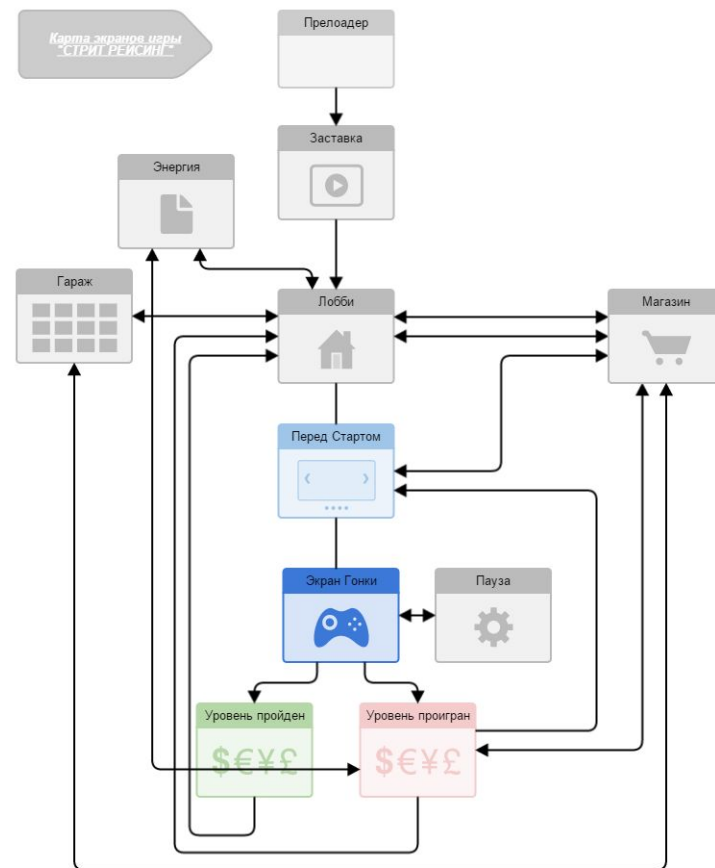 Карта экранов игры
"СТРИТ РЕИСИНГ"
Прелоадер
Заставка
Энергия
Гараж
Лобби
Магазин
Перед Стартом
Экран Гонки
Пауза
Уровень пройден
Уровень проигран
$€¥£
$€¥£